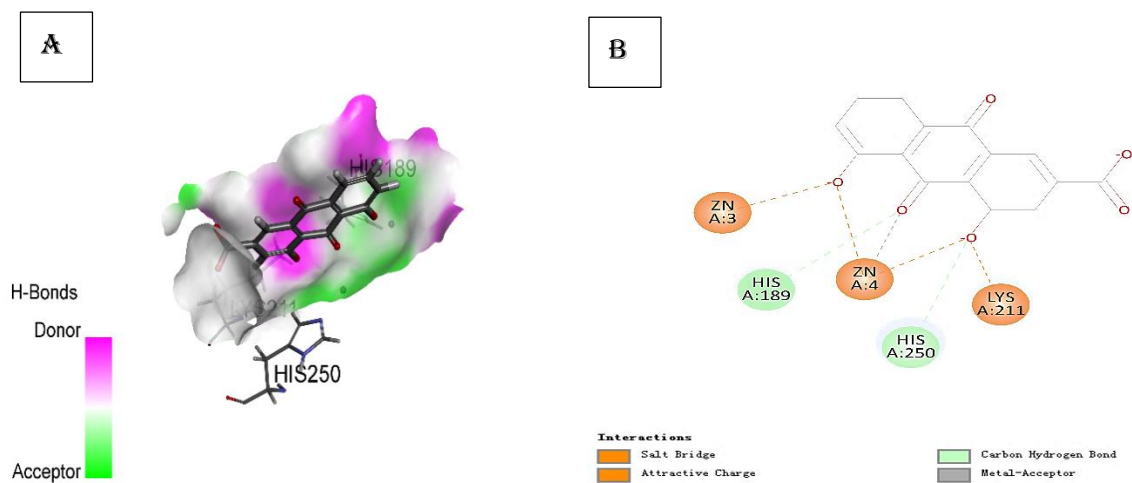 A
HIS189
H-Bonds
Donor
LYS211
HIS250
Acceptor
B
O
O⁻
O
O
⁻O
⁻O
ZN
A:3
HIS
A:189
ZN
A:4
LYS
A:211
HIS
A:250
Interactions
Salt Bridge
Attractive Charge
Carbon Hydrogen Bond
Metal-Acceptor